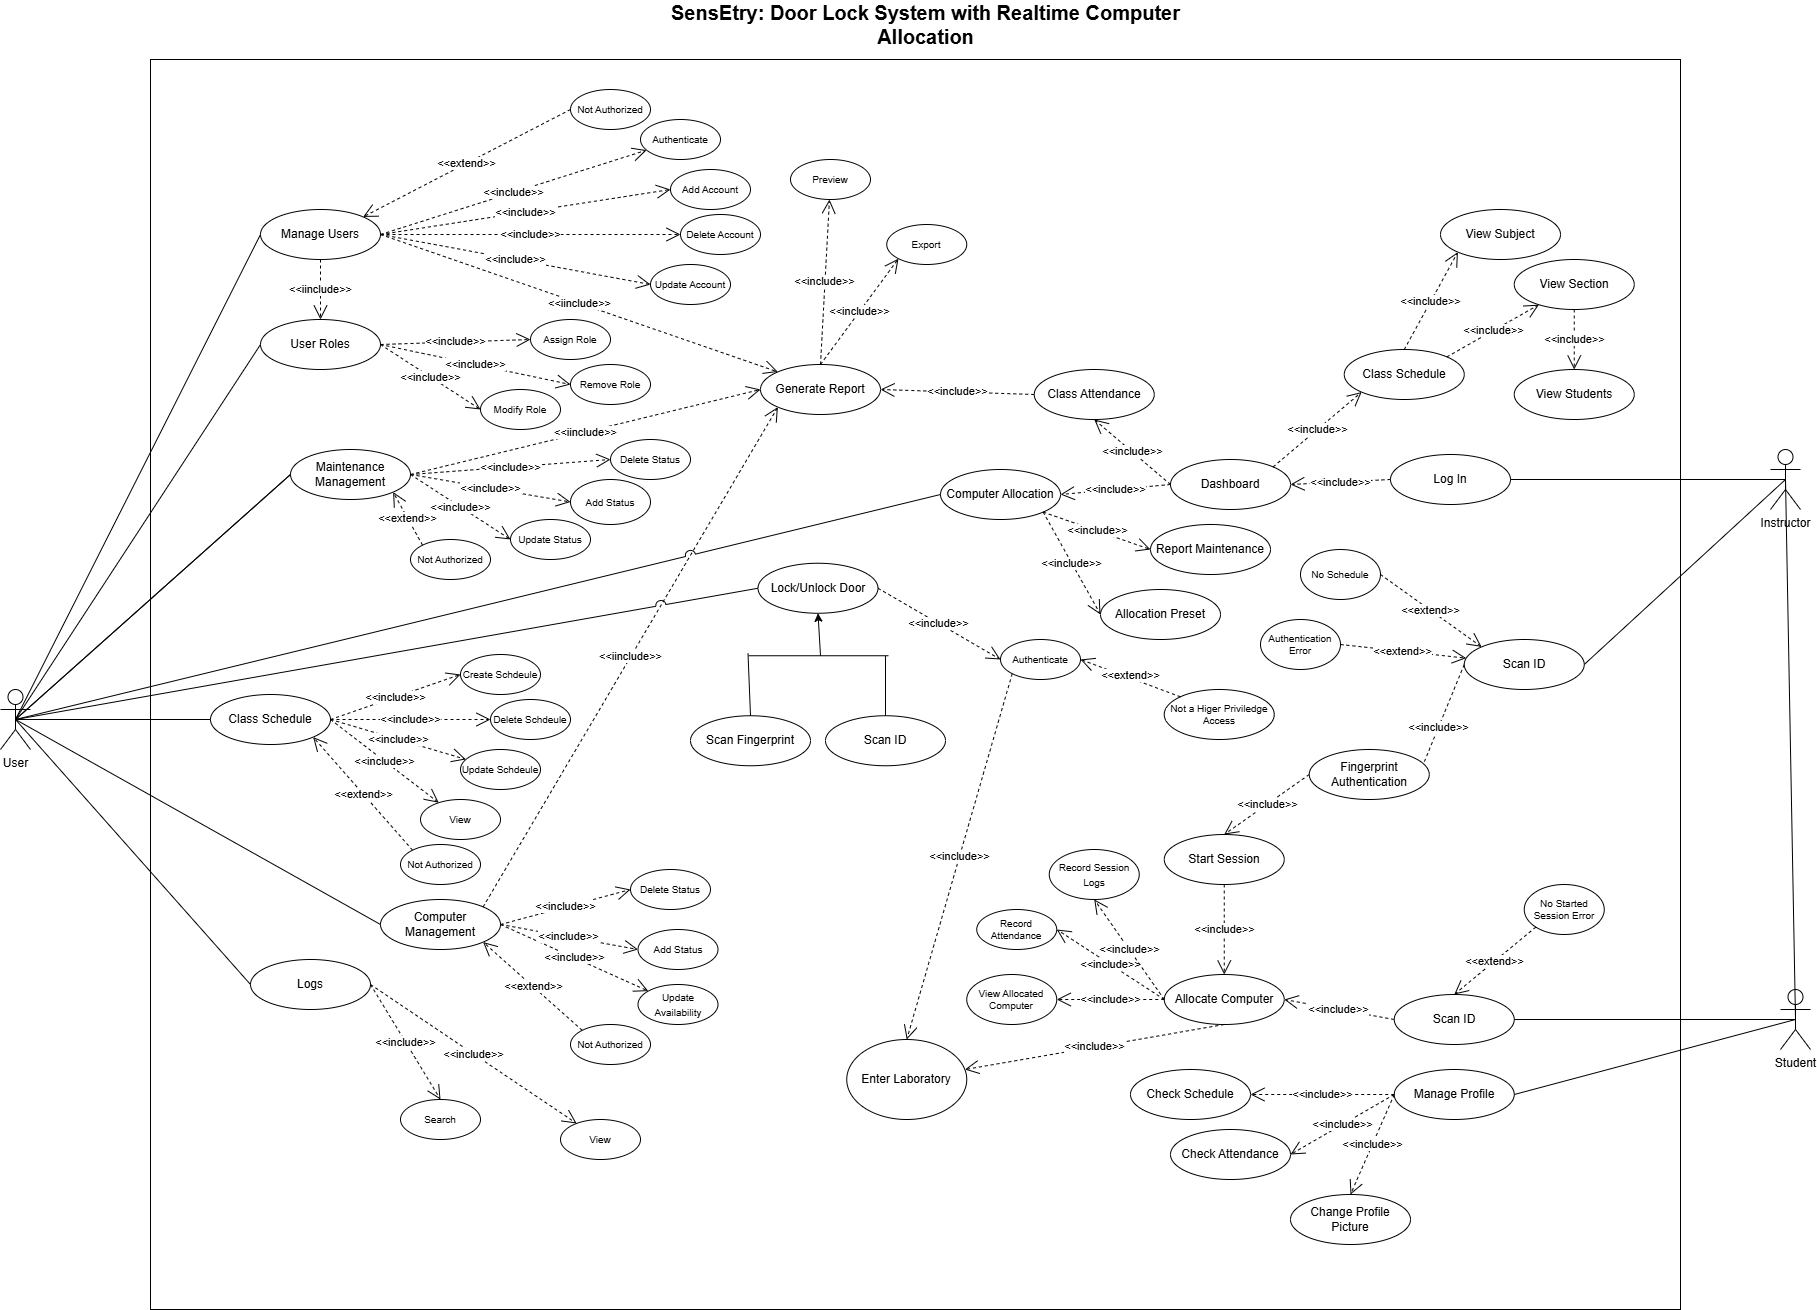 SensEtry: Door Lock System with Realtime Computer
Allocation
Not Authorized
Authenticate
<<extend>>
<<include>>
Add Account
<<include>>
Manage Users
<<include>>
Delete Account
<<include>>
Update Account
<<iinclude>>
<<iinclude>>
Preview
Export
<<include>>
<<include>>
View Subject
View Section
<<include>>
<<include>>
<<include>>
User Roles
<<include>>
Assign Role
<<include>>
Remove Role
<<include>>
Modify Role
Generate Report
<<include>>
Class Attendance
Class Schedule
View Students
<<iinclude>>
<<include>>
<<include>>
Maintenance
Management
<<include>>
Delete Status
<<include>>
Add Status
<<include>>
Update Status
<<extend>>
Not Authorized
Computer Allocation
<<include>>
Dashboard
<<include>>
Log In
Instructor
<<include>>
Report Maintenance
<<include>>
Allocation Preset
No Schedule
<<extend>>
Authentication
Error
<<extend>>
Scan ID
Lock/Unlock Door
<<include>>
Authenticate
<<extend>>
Not a Higer Priviledge
Access
<<iinclude>>
Scan Fingerprint
Scan ID
<<include>>
Fingerprint
Authentication
<<include>>
User
Class Schedule
<<include>>
Create Schdeule
<<include>>
Delete Schdeule
<<include>>
Update Schdeule
<<include>>
View
<<extend>>
Not Authorized
<<include>>
Start Session
Record Session
Logs
Record
Attendance
<<include>>
<<include>>
<<include>>
View Allocated
Computer
<<include>>
Allocate Computer
No Started
Session Error
<<extend>>
<<include>>
Scan ID
Student
Computer
Management
<<include>>
Delete Status
<<include>>
Add Status
<<include>>
Update
Availability
<<extend>>
Not Authorized
Logs
<<include>>
<<include>>
Search
View
<<include>>
Enter Laboratory
Check Schedule
<<include>>
Manage Profile
<<include>>
Check Attendance
<<include>>
Change Profile
Picture